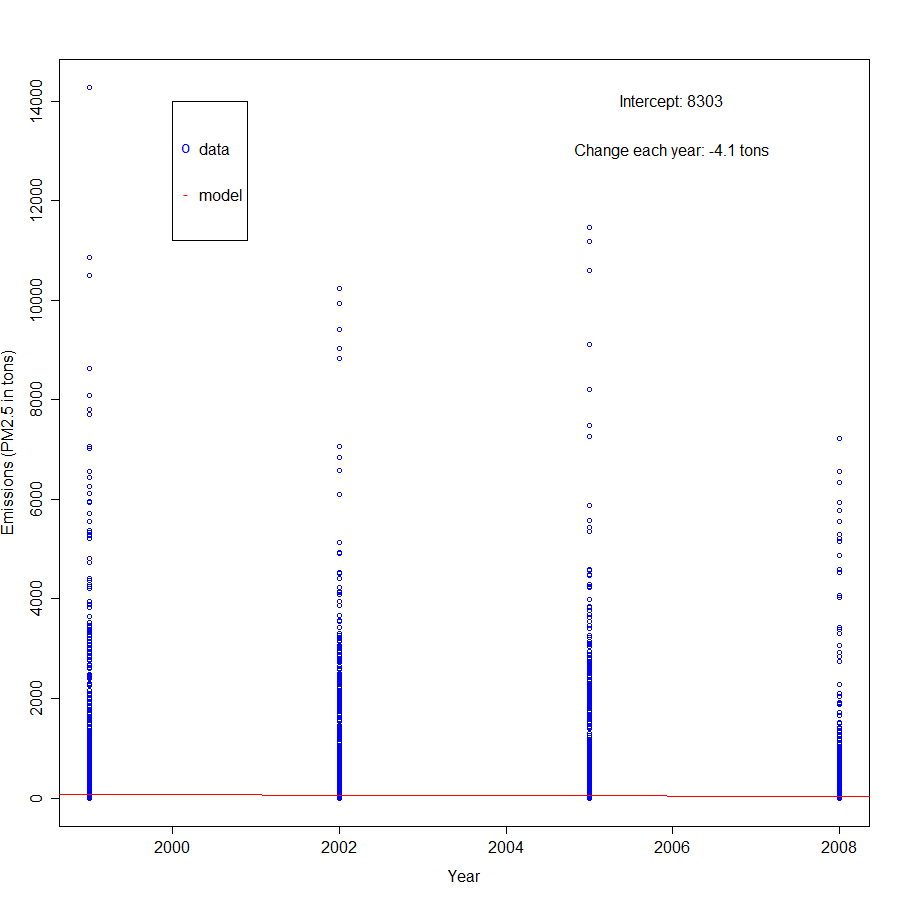 Intercept: 8303
Change each year: -4.1 tons
o data
- model
Emissions (PM2.5 in tons)
14000
12000
10000
8000
6000
4000
2000
0
2000 2002 2004 2006 2008
Year